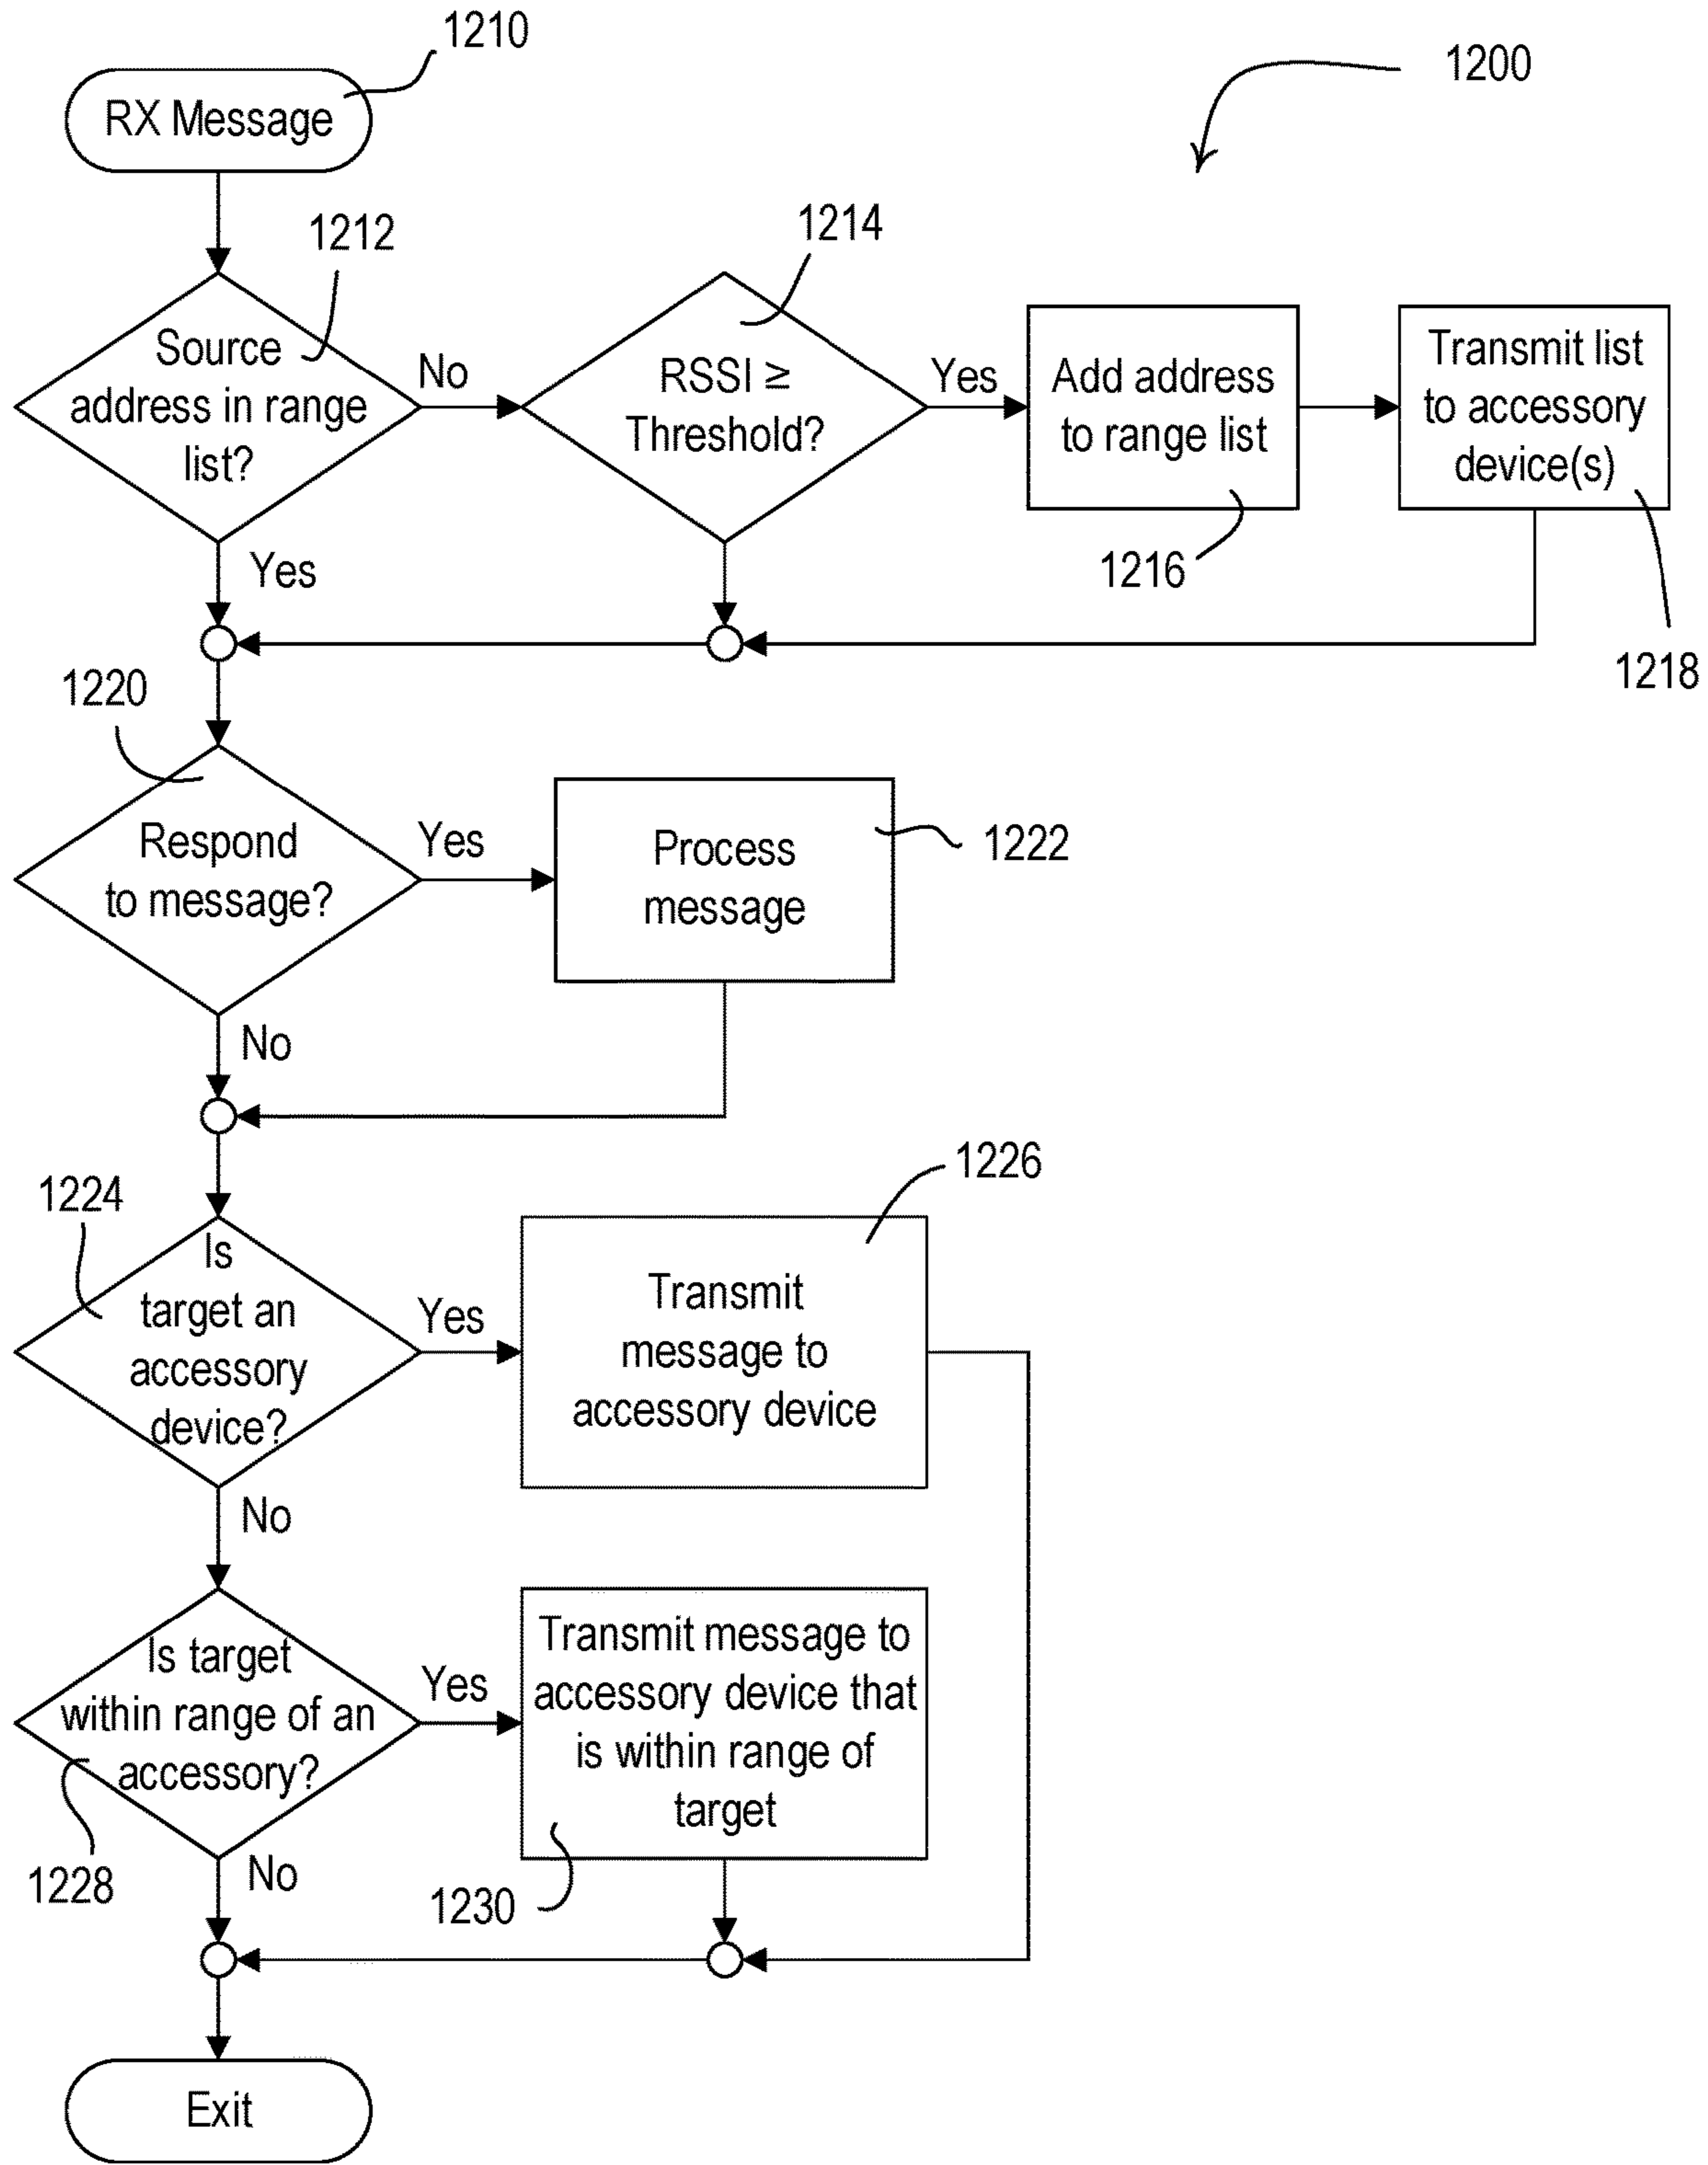 1210
1200
RX Message
1212
1214
Source
address in range
list?
No
RSSI ≥
Threshold?
Yes
Add address
to range list
Transmit list
to accessory
device(s)
1216
1218
Yes
1220
Respond
to message?
Yes
Process
message
1222
No
1224
Is
target an
accessory
device?
Yes
Transmit
message to
accessory device
1226
No
Is target
within range of an
accessory?
Yes
Transmit message to
accessory device that
is within range of
target
1228
No
1230
Exit